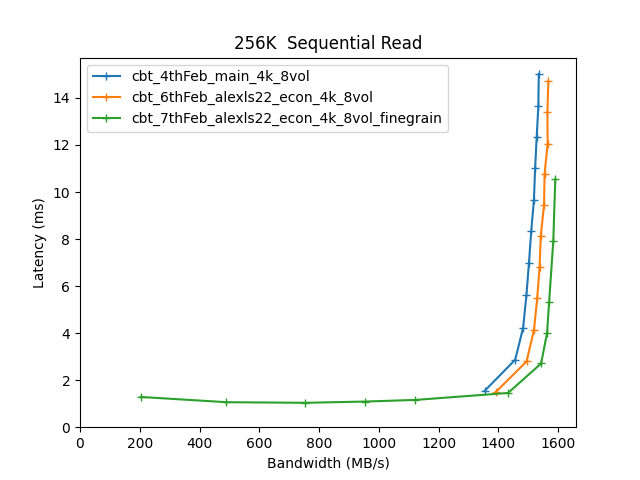 256K  Sequential Read
cbt_4thFeb_main_4k_8vol
cbt_6thFeb_alexls22_econ_4k_8vol
cbt_7thFeb_alexls22_econ_4k_8vol_finegrain
14
12
10
8
6
4
2
0
Latency (ms)
0 200 400 600 800 1000 1200 1400 1600
Bandwidth (MB/s)